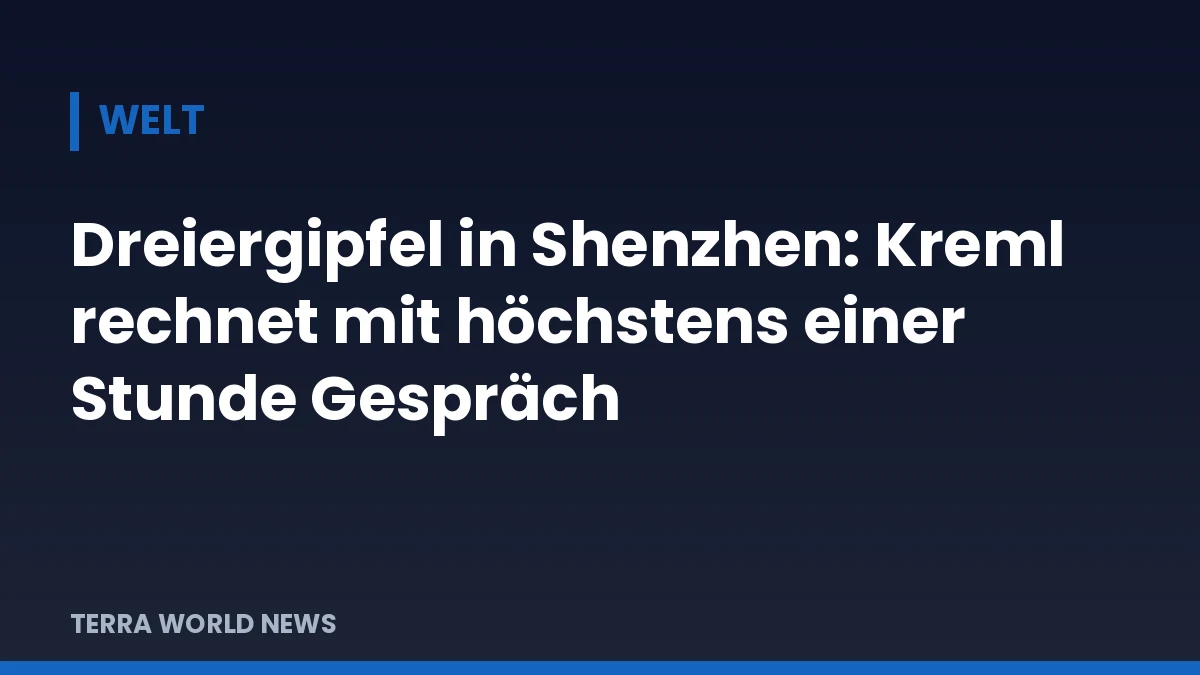 WELT
Dreiergipfel in Shenzhen: Kreml
rechnet mit höchstens einer
Stunde Gespräch
TERRA WORLD NEWS